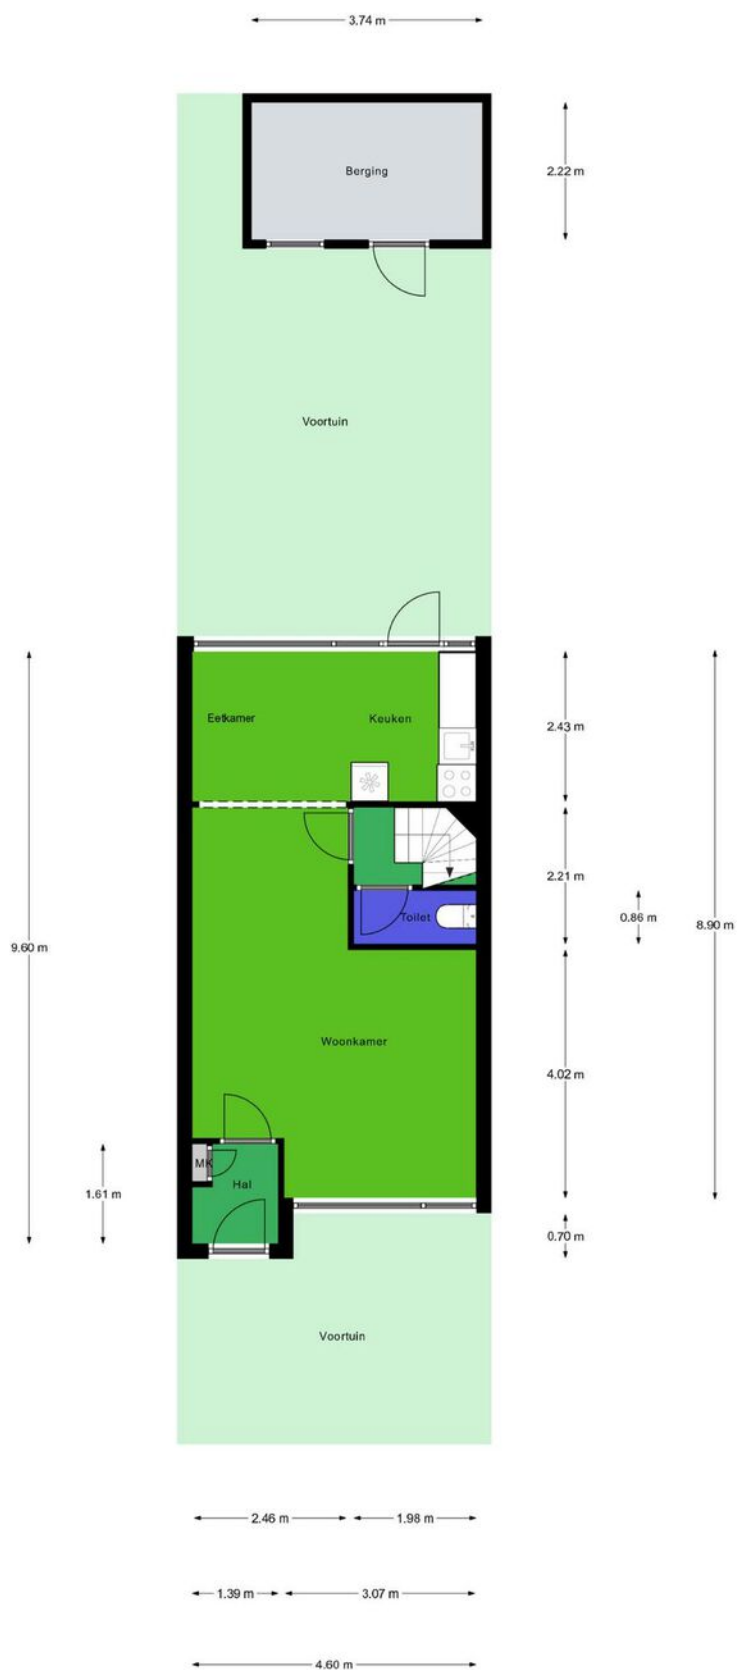 3.74 m
Berging
2.22 m
Voortuin
Eetkamer
Keuken
2.43 m
2.21 m
Toilet
0.86 m
8.90 m
9.60 m
Woonkamer
4.02 m
MK
Hal
1.61 m
0.70 m
Voortuin
2.46 m
1.98 m
1.39 m
3.07 m
4.60 m